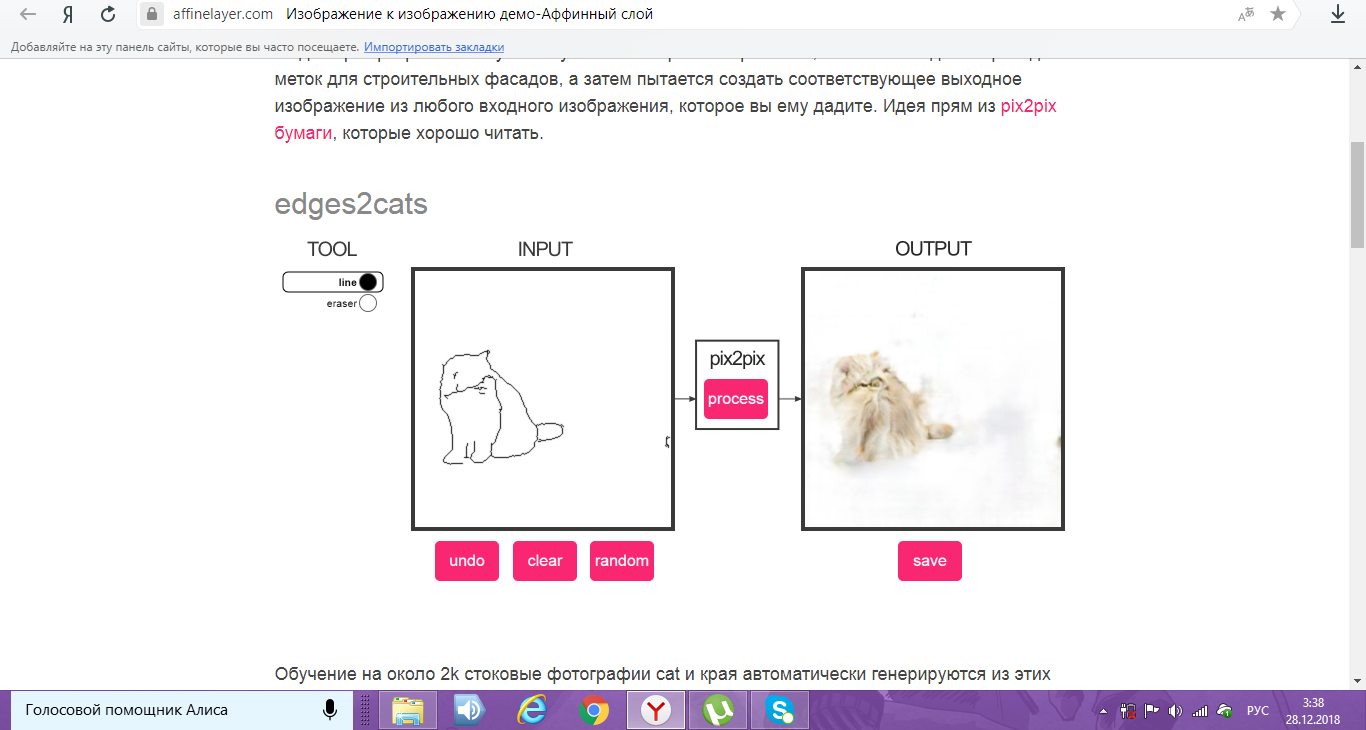 affinelayer.com Изображение к изображению демо-Аффинный слой
Добавляйте на эту панель сайты, которые вы часто посещаете. Импортировать закладки
меток для строительных фасадов, а затем пытается создать соответствующее выходное
изображение из любого входного изображения, которое вы ему дадите. Идея прям из pix2pix
бумаги, которые хорошо читать.
edges2cats
TOOL
INPUT
OUTPUT
line
eraser
pix2pix
process
undo
clear
random
save
Обучение на около 2k стоковые фотографии cat и края автоматически генерируются из этих
Голосовой помощник Алиса
РУС
3:38
28.12.2018